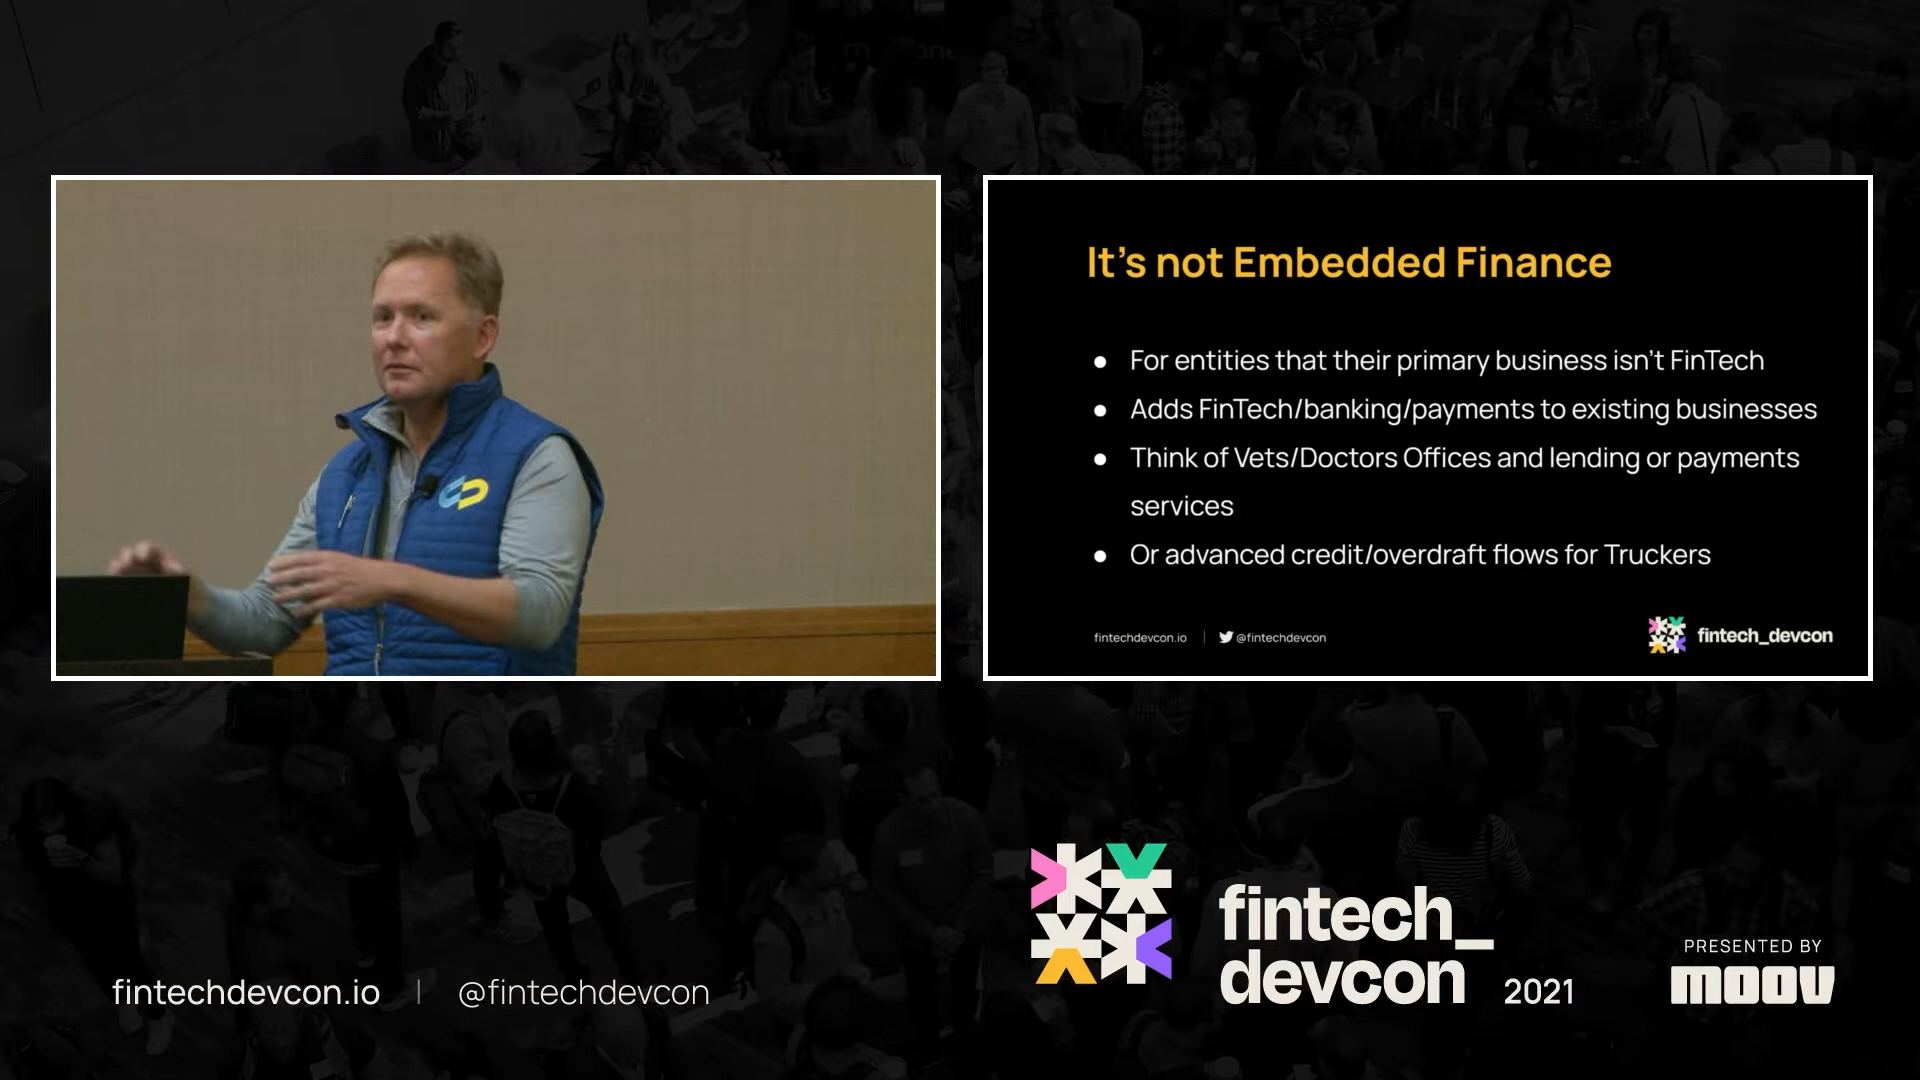 It's not Embedded Finance
● For entities that their primary business isn't FinTech
● Adds FinTech/banking/payments to existing businesses
● Think of Vets/Doctors Offices and lending or payments
services
● Or advanced credit/overdraft flows for Truckers
fintechdevcon.io | @fintechdevcon
fintech_devcon
fintech_
devcon 2021
PRESENTED BY
moov
fintechdevcon.io | @fintechdevcon